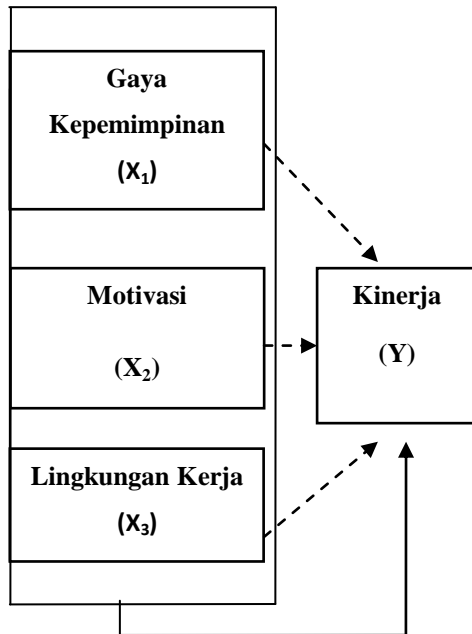 Gaya
Kepemimpinan
(X₁)
Motivasi
(X₂)
Kinerja
(Y)
Lingkungan Kerja
(X₃)